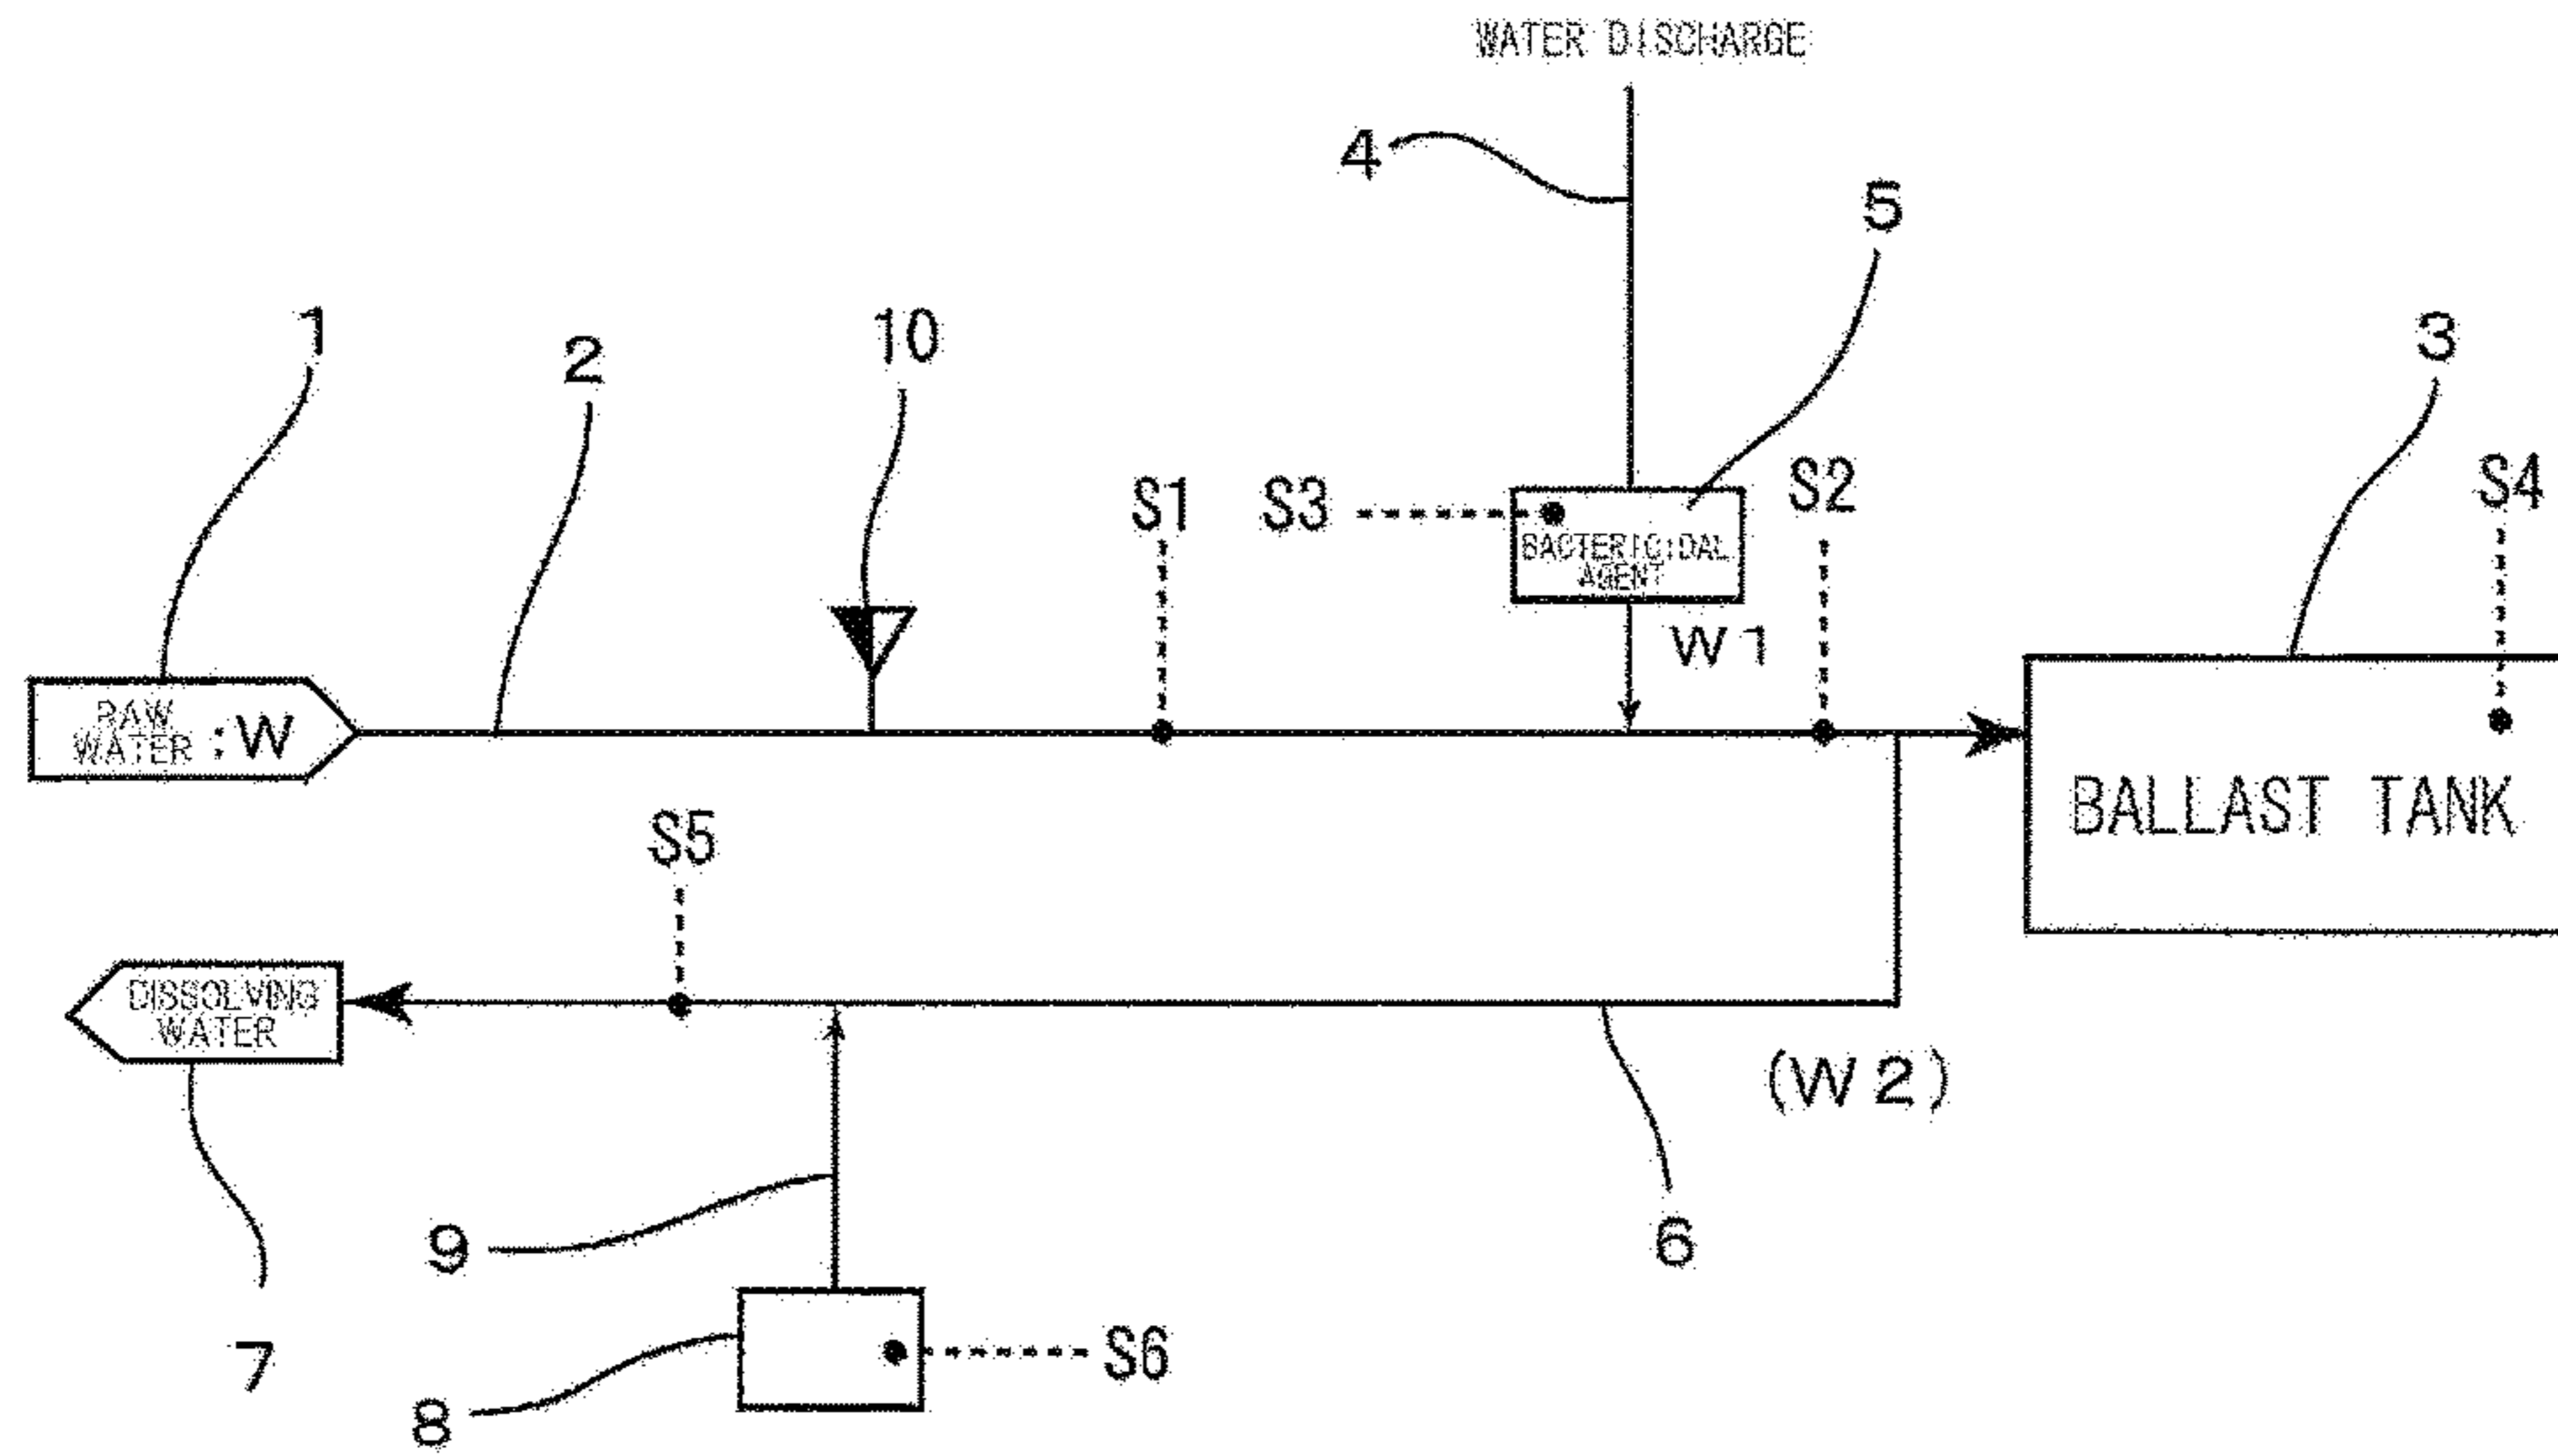 WATER DISCHARGE
4
5
1
2
10
3
S1
S3
S2
S4
BACTERICIDAL
AGENT
W1
RAW
WATER :W
BALLAST TANK
S5
DISSOLVING
WATER
(W2)
9
6
7
8
S6